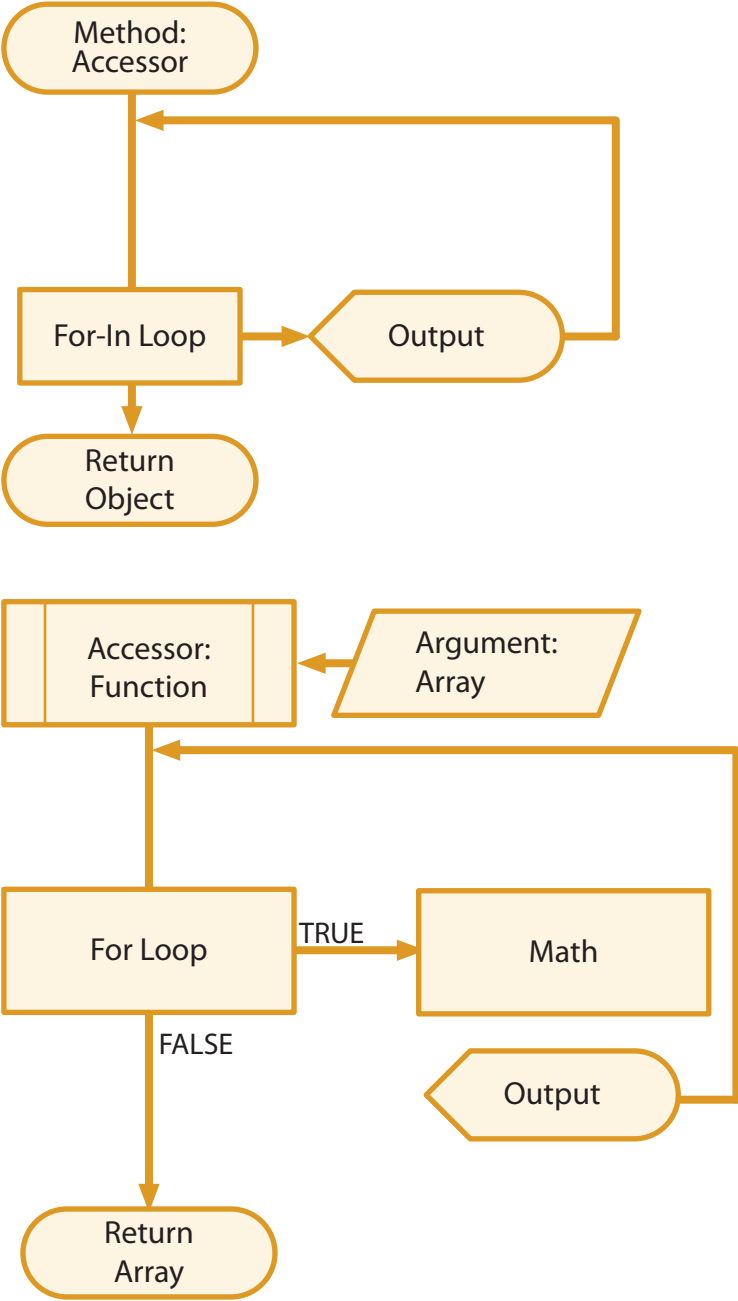 Method:
Accessor
For-In Loop
Output
Return
Object
Accessor:
Function
Argument:
Array
For Loop
TRUE
Math
FALSE
Output
Return
Array